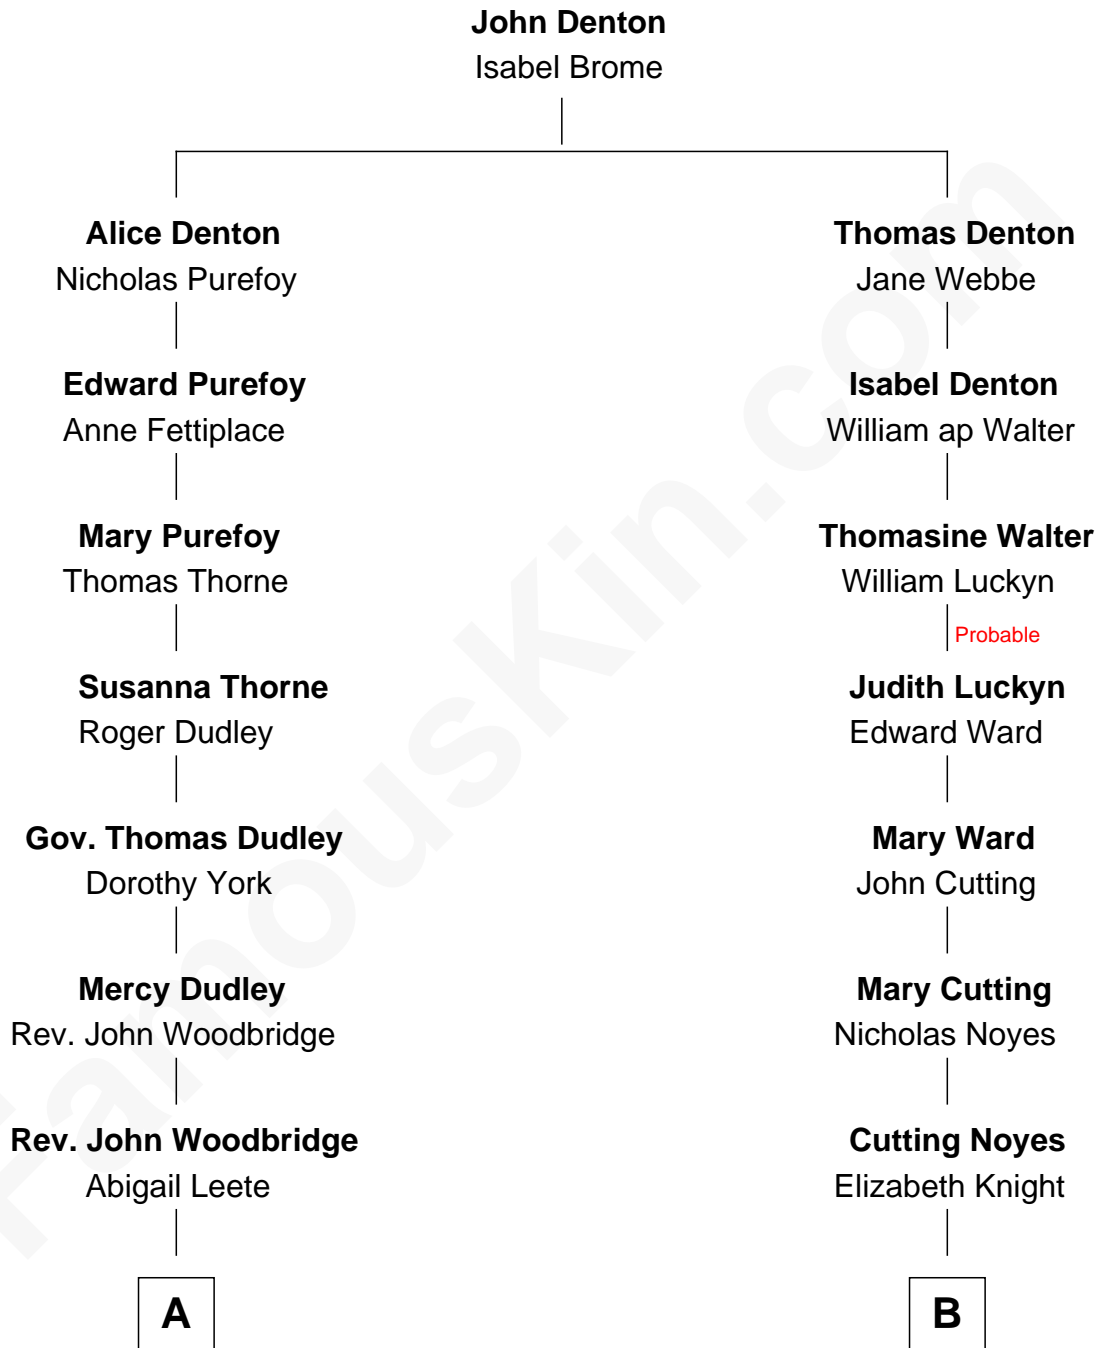 John Denton
Isabel Brome
Alice Denton
Nicholas Purefoy
Thomas Denton
Jane Webbe
Edward Purefoy
Anne Fettiplace
Isabel Denton
William ap Walter
Mary Purefoy
Thomas Thorne
Thomasine Walter
William Luckyn
Probable
Susanna Thorne
Roger Dudley
Judith Luckyn
Edward Ward
Gov. Thomas Dudley
Dorothy York
Mary Ward
John Cutting
Mercy Dudley
Rev. John Woodbridge
Mary Cutting
Nicholas Noyes
Rev. John Woodbridge
Abigail Leete
Cutting Noyes
Elizabeth Knight
A
B
FamousKin.com